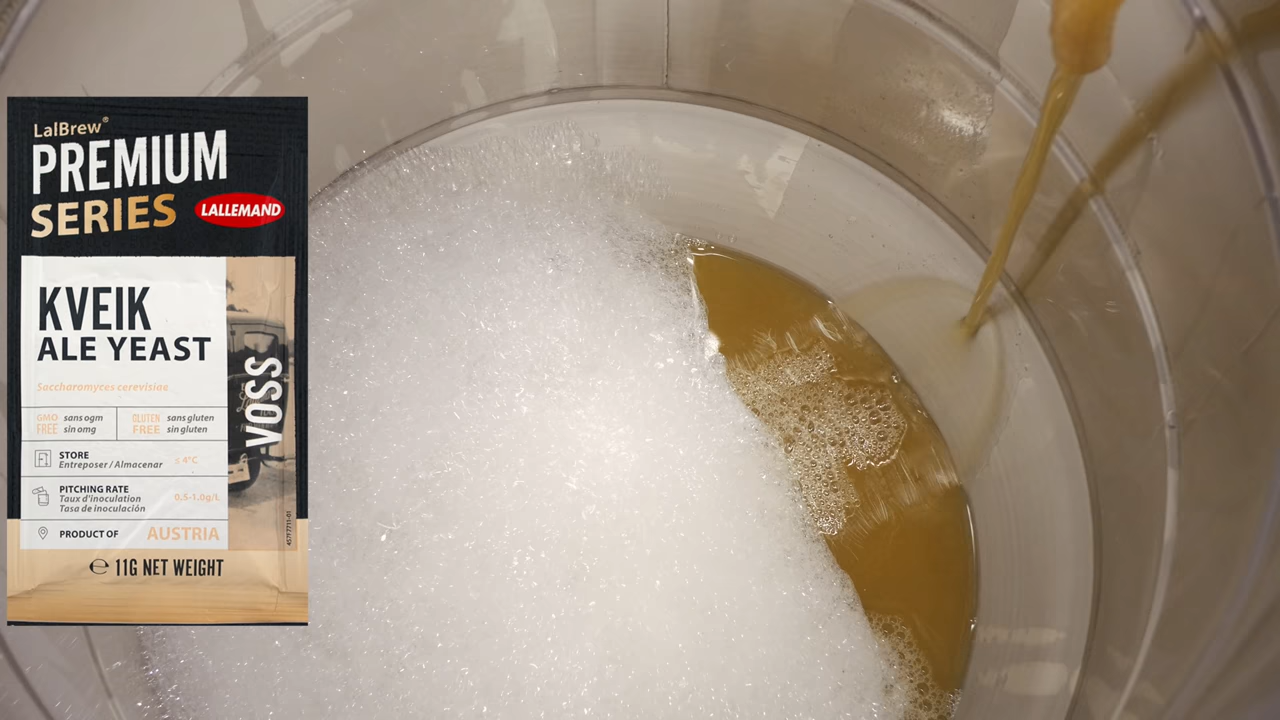 LalBrew®
PREMIUM
SERIES
LALLEMAND
KVEIK
ALE YEAST
Saccharomyces cerevisiae
GMO FREE sans ogm sin omg
GLUTEN FREE sans gluten sin gluten
STORE
Entreposer / Almacenar
≤ 4°C
PITCHING RATE
Taux d'inoculation
Tasa de inoculación
0.5-1.0g/L
PRODUCT OF AUSTRIA
VOSS
℮ 11G NET WEIGHT